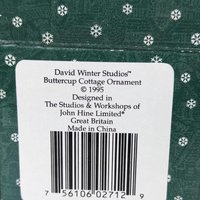 David Winter Studios™
Buttercup Cottage Ornament
© 1995
Designed in
The Studios & Workshops of
John Hine Limited®
Great Britain
Made in China
7 56106 02712 9